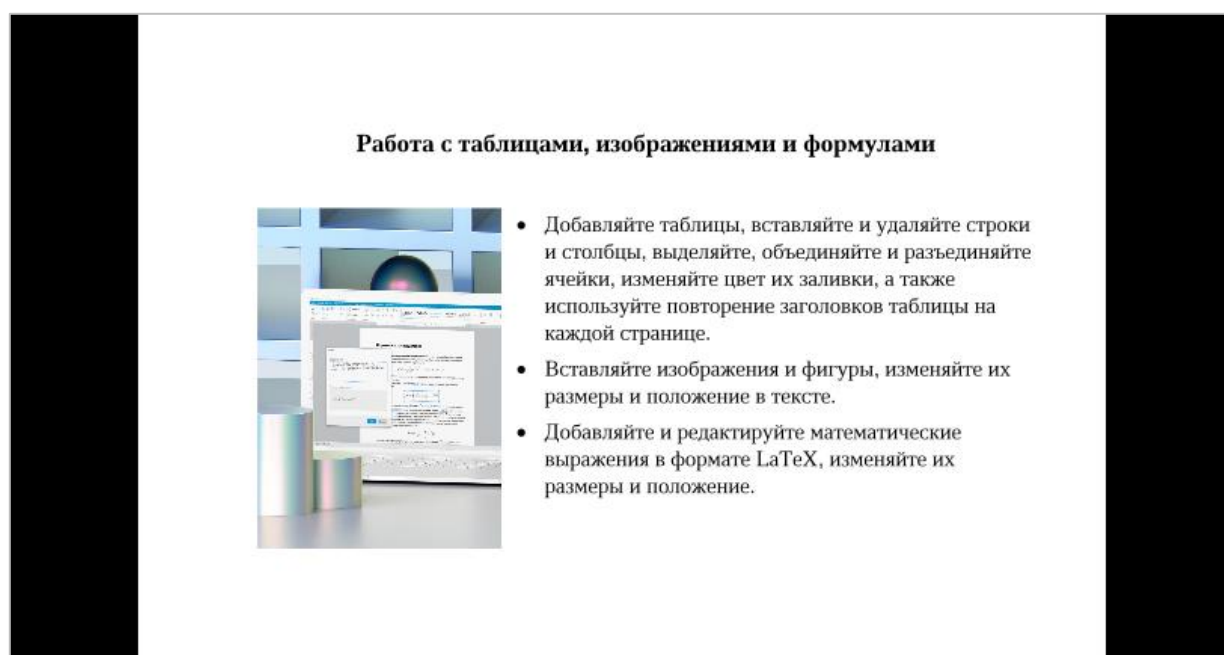 Работа с таблицами, изображениями и формулами
• Добавляйте таблицы, вставляйте и удаляйте строки
и столбцы, выделяйте, объединяйте и разъединяйте
ячейки, изменяйте цвет их заливки, а также
используйте повторение заголовков таблицы на
каждой странице.
• Вставляйте изображения и фигуры, изменяйте их
размеры и положение в тексте.
• Добавляйте и редактируйте математические
выражения в формате LaTeX, изменяйте их
размеры и положение.